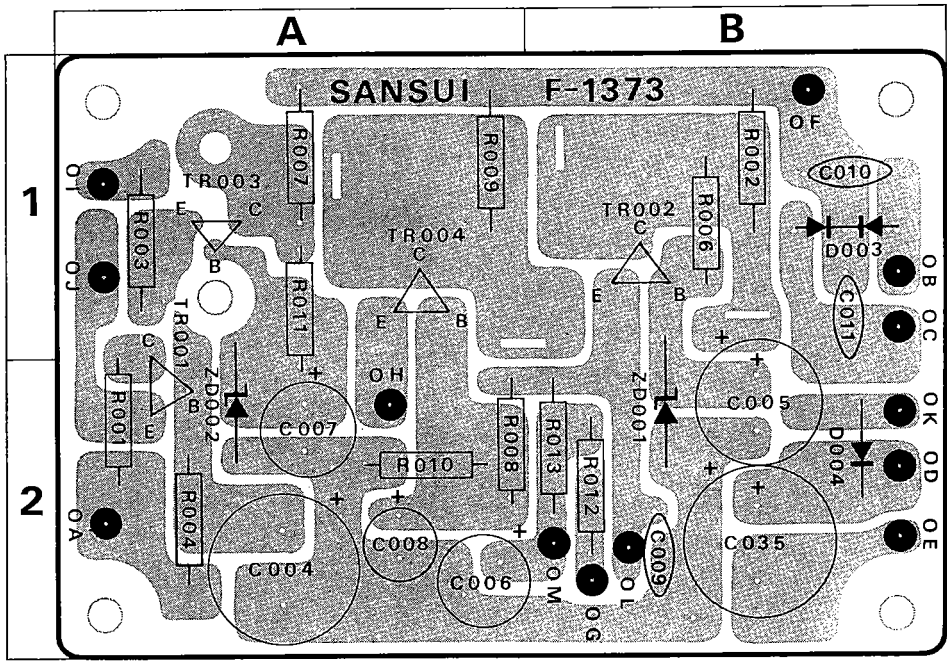 A B
1
2
SANSUI F-1373
OF
R007
R009
R002
C010
OI
TR003
E C
B
R003
TR004
C
E B
TR002
C
E B
R006
D003
OB
OJ
R011
C011
OC
TR001
C
B
E
+
+
+
R001
ZD002
C007
OH
R008
R013
ZD001
C005
OK
R010
R012
D004
OD
OA
R004
+
+
+
+
+
C004
C008
C006
OM
OG
OL
C009
C035
OE